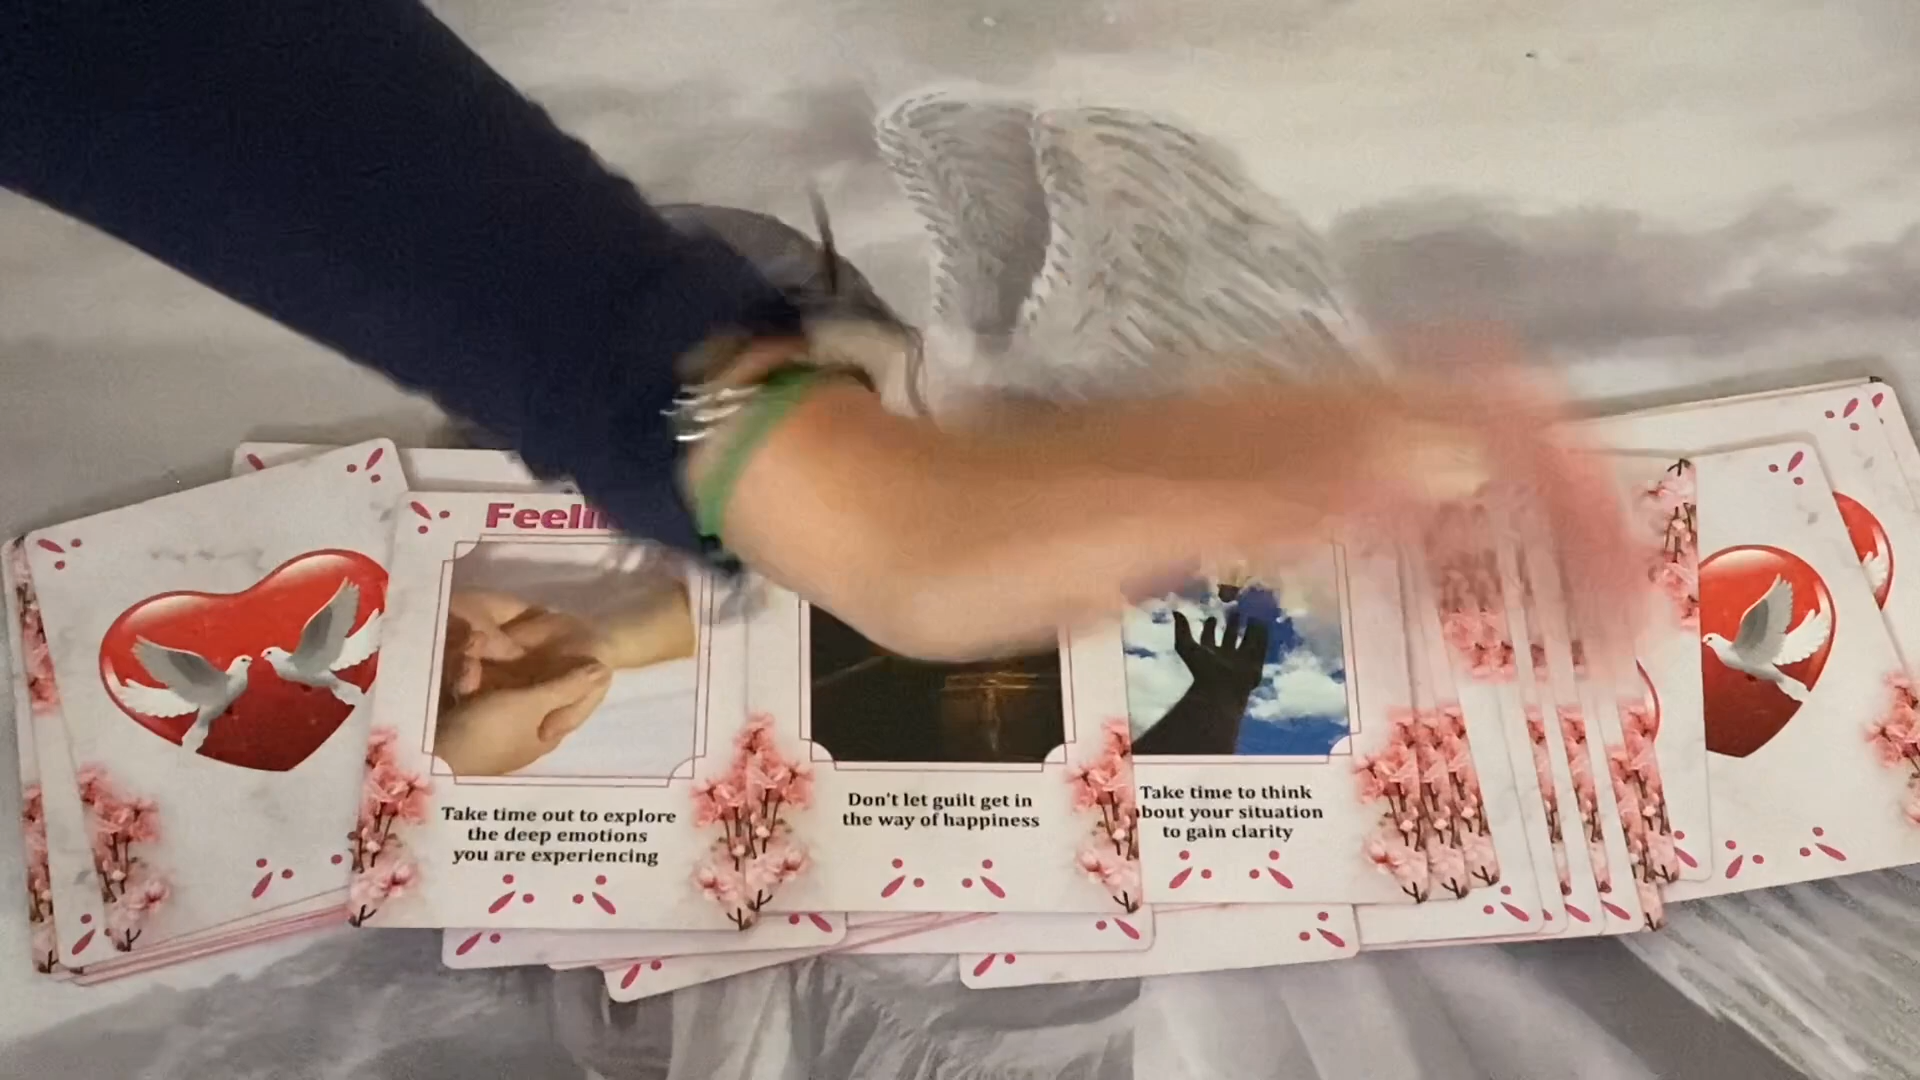 Feelin
Take time out to explore
the deep emotions
you are experiencing
Don't let guilt get in
the way of happiness
Take time to think
bout your situation
to gain clarity